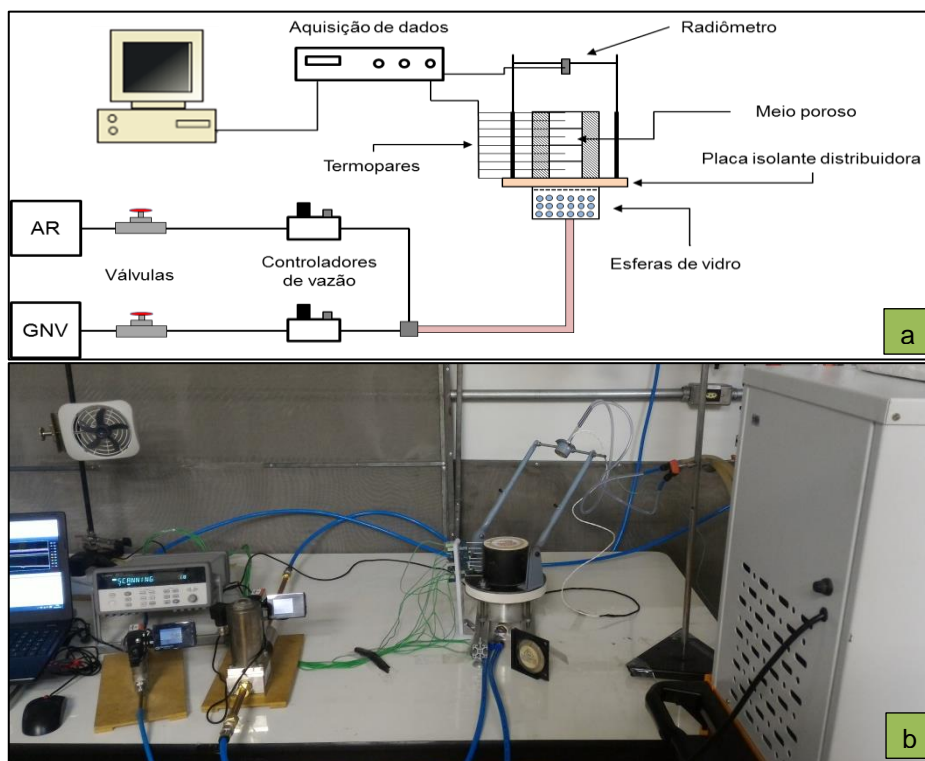 Aquisição de dados
Radiômetro
Meio poroso
Termopares
Placa isolante distribuidora
AR
Válvulas
Controladores
de vazão
Esferas de vidro
GNV
a
SCANNING
b